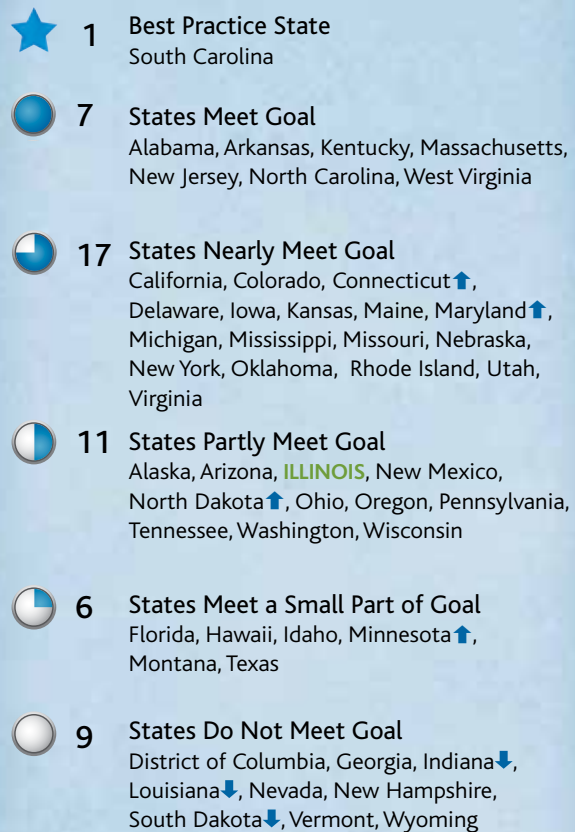 1 Best Practice State
South Carolina
7 States Meet Goal
Alabama, Arkansas, Kentucky, Massachusetts,
New Jersey, North Carolina, West Virginia
17 States Nearly Meet Goal
California, Colorado, Connecticut⬆,
Delaware, Iowa, Kansas, Maine, Maryland⬆,
Michigan, Mississippi, Missouri, Nebraska,
New York, Oklahoma, Rhode Island, Utah,
Virginia
11 States Partly Meet Goal
Alaska, Arizona, ILLINOIS, New Mexico,
North Dakota⬆, Ohio, Oregon, Pennsylvania,
Tennessee, Washington, Wisconsin
6 States Meet a Small Part of Goal
Florida, Hawaii, Idaho, Minnesota⬆,
Montana, Texas
9 States Do Not Meet Goal
District of Columbia, Georgia, Indiana⬇,
Louisiana⬇, Nevada, New Hampshire,
South Dakota⬇, Vermont, Wyoming